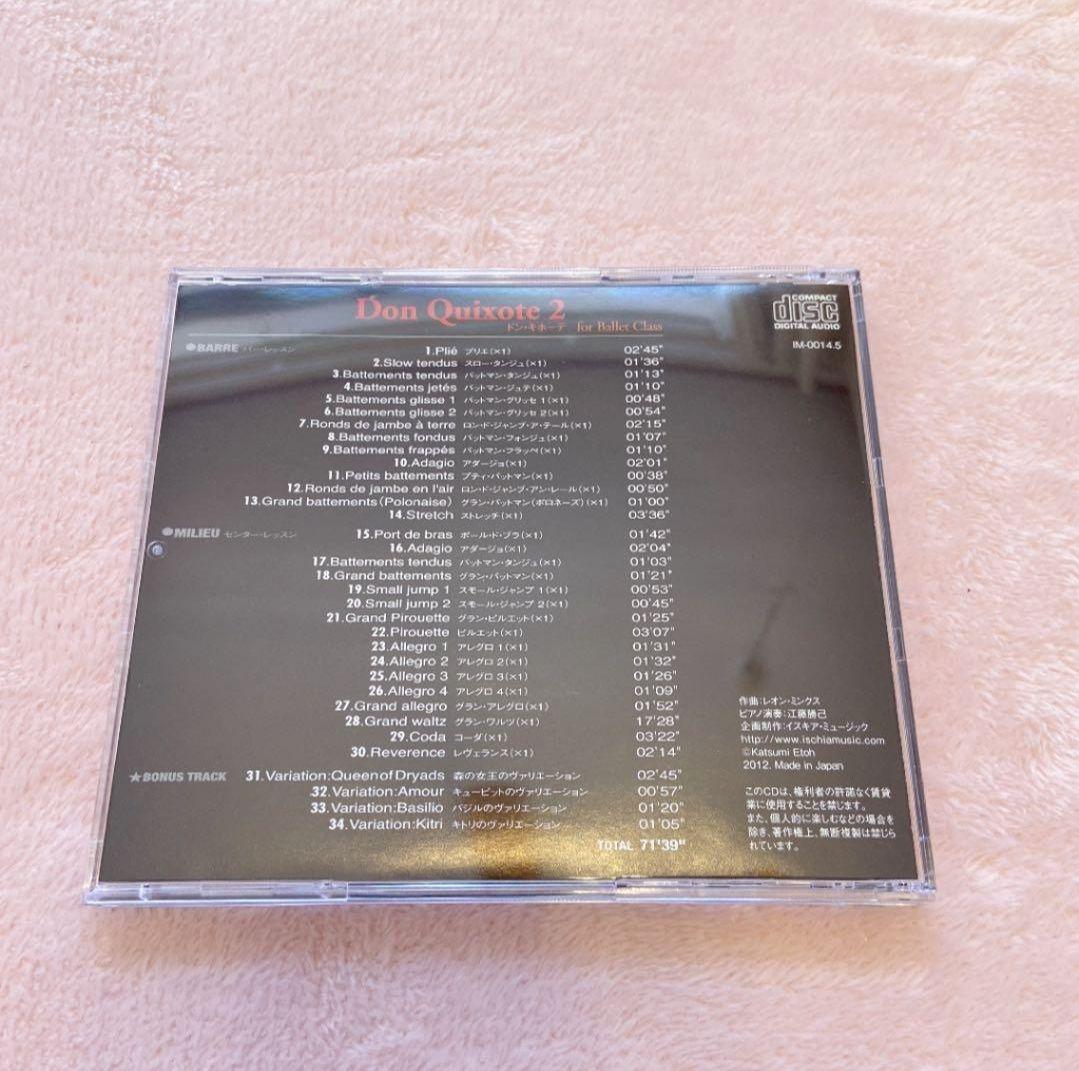 Don Quixote 2
ドン・キホーテ for Ballet Class
COMPACT
disc
DIGITAL AUDIO
IM-0014.5
●BARRE バー・レッスン
1.Plié プリエ(×1) 02'45"
2.Slow tendus スロー・タンジュ(×1) 01'36"
3.Battements tendus バットマン・タンジュ(×1) 01'13"
4.Battements jetés バットマン・ジュテ(×1) 01'10"
5.Battements glisse 1 バットマン・グリッセ 1(×1) 00'48"
6.Battements glisse 2 バットマン・グリッセ 2(×1) 00'54"
7.Ronds de jambe à terre ロン・ド・ジャンブ・ア・テール(×1) 02'15"
8.Battements fondus バットマン・フォンジュ(×1) 01'07"
9.Battements frappés バットマン・フラッペ(×1) 01'10"
10.Adagio アダージョ(×1) 02'01"
11.Petits battements プティ・バットマン(×1) 00'38"
12.Ronds de jambe en l'air ロン・ド・ジャンブ・アン・レール(×1) 00'50"
13.Grand battements(Polonaise) グラン・バットマン(ポロネーズ)(×1) 01'00"
14.Stretch ストレッチ(×1) 03'36"
●MILIEU センター・レッスン
15.Port de bras ポール・ド・ブラ(×1) 01'42"
16.Adagio アダージョ(×1) 02'04"
17.Battements tendus バットマン・タンジュ(×1) 01'03"
18.Grand battements グラン・バットマン(×1) 01'21"
19.Small jump 1 スモール・ジャンプ 1(×1) 00'53"
20.Small jump 2 スモール・ジャンプ 2(×1) 00'45"
21.Grand Pirouette グラン・ピルエット(×1) 01'25"
22.Pirouette ピルエット(×1) 03'07"
23.Allegro 1 アレグロ 1(×1) 01'31"
24.Allegro 2 アレグロ 2(×1) 01'32"
25.Allegro 3 アレグロ 3(×1) 01'26"
26.Allegro 4 アレグロ 4(×1) 01'09"
27.Grand allegro グラン・アレグロ(×1) 01'52"
28.Grand waltz グラン・ワルツ(×1) 17'28"
29.Coda コーダ(×1) 03'22"
30.Reverence レヴェランス(×1) 02'14"
★BONUS TRACK
31.Variation:Queen of Dryads 森の女王のヴァリエーション 02'45"
32.Variation:Amour キューピットのヴァリエーション 00'57"
33.Variation:Basilio バジルのヴァリエーション 01'20"
34.Variation:Kitri キトリのヴァリエーション 01'05"
TOTAL 71'39"
作曲:レオン・ミンクス
ピアノ演奏:江藤勝己
企画制作:イスキア・ミュージック
http://www.ischiamusic.com
©Katsumi Etoh
2012. Made in Japan
このCDは、権利者の許諾なく賃貸
業に使用することを禁じます。
また、個人的に楽しむなどの場合を
除き、著作権上、無断複製は禁じら
れています。